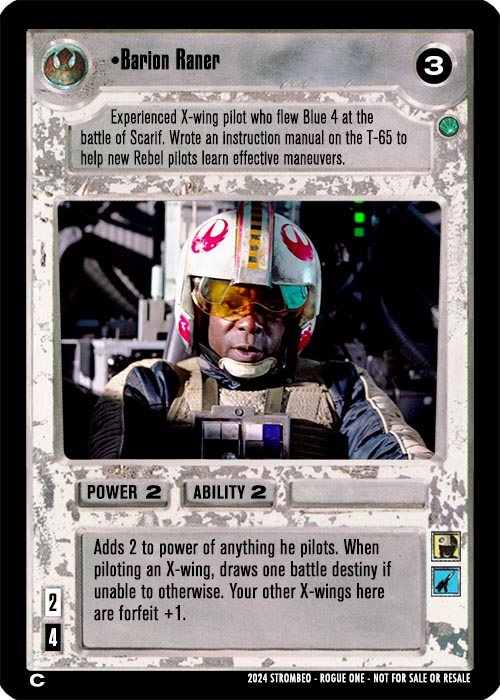 •Barion Raner
3
Experienced X-wing pilot who flew Blue 4 at the
battle of Scarif. Wrote an instruction manual on the T-65 to
help new Rebel pilots learn effective maneuvers.
POWER 2
ABILITY 2
Adds 2 to power of anything he pilots. When
piloting an X-wing, draws one battle destiny if
unable to otherwise. Your other X-wings here
are forfeit +1.
2
4
C
2024 STROMBEO - ROGUE ONE - NOT FOR SALE OR RESALE